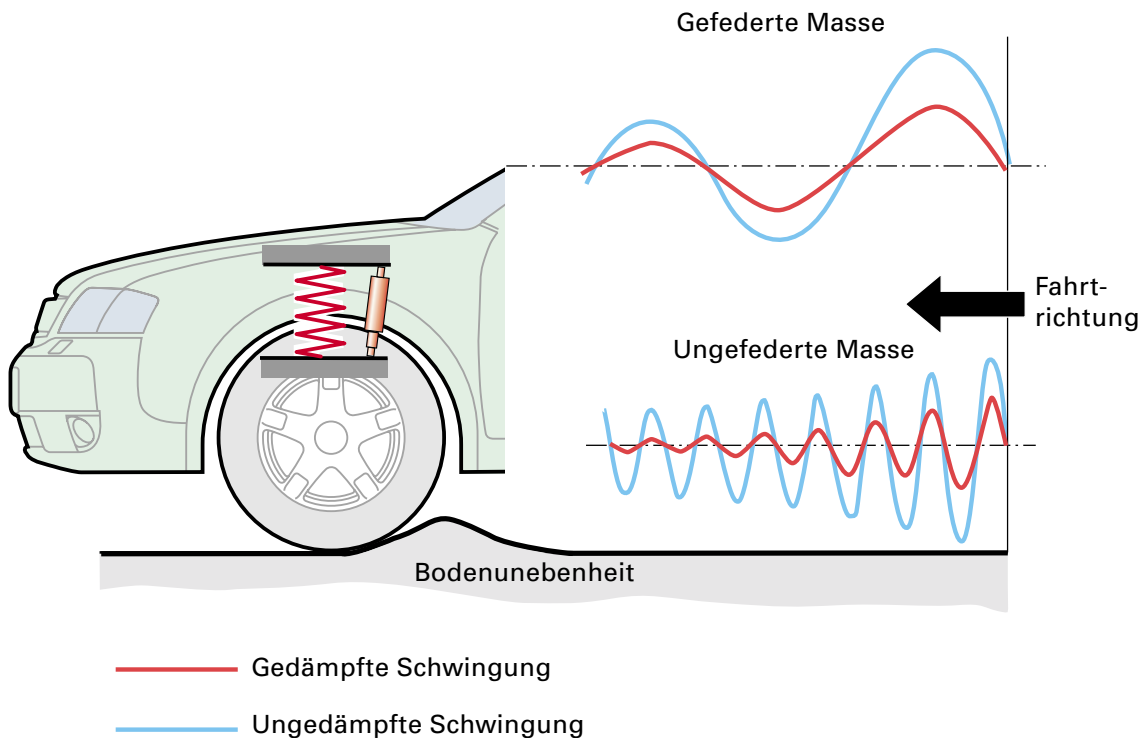 Gefederte Masse
Fahrt-
richtung
Ungefederte Masse
Bodenunebenheit
Gedämpfte Schwingung
Ungedämpfte Schwingung